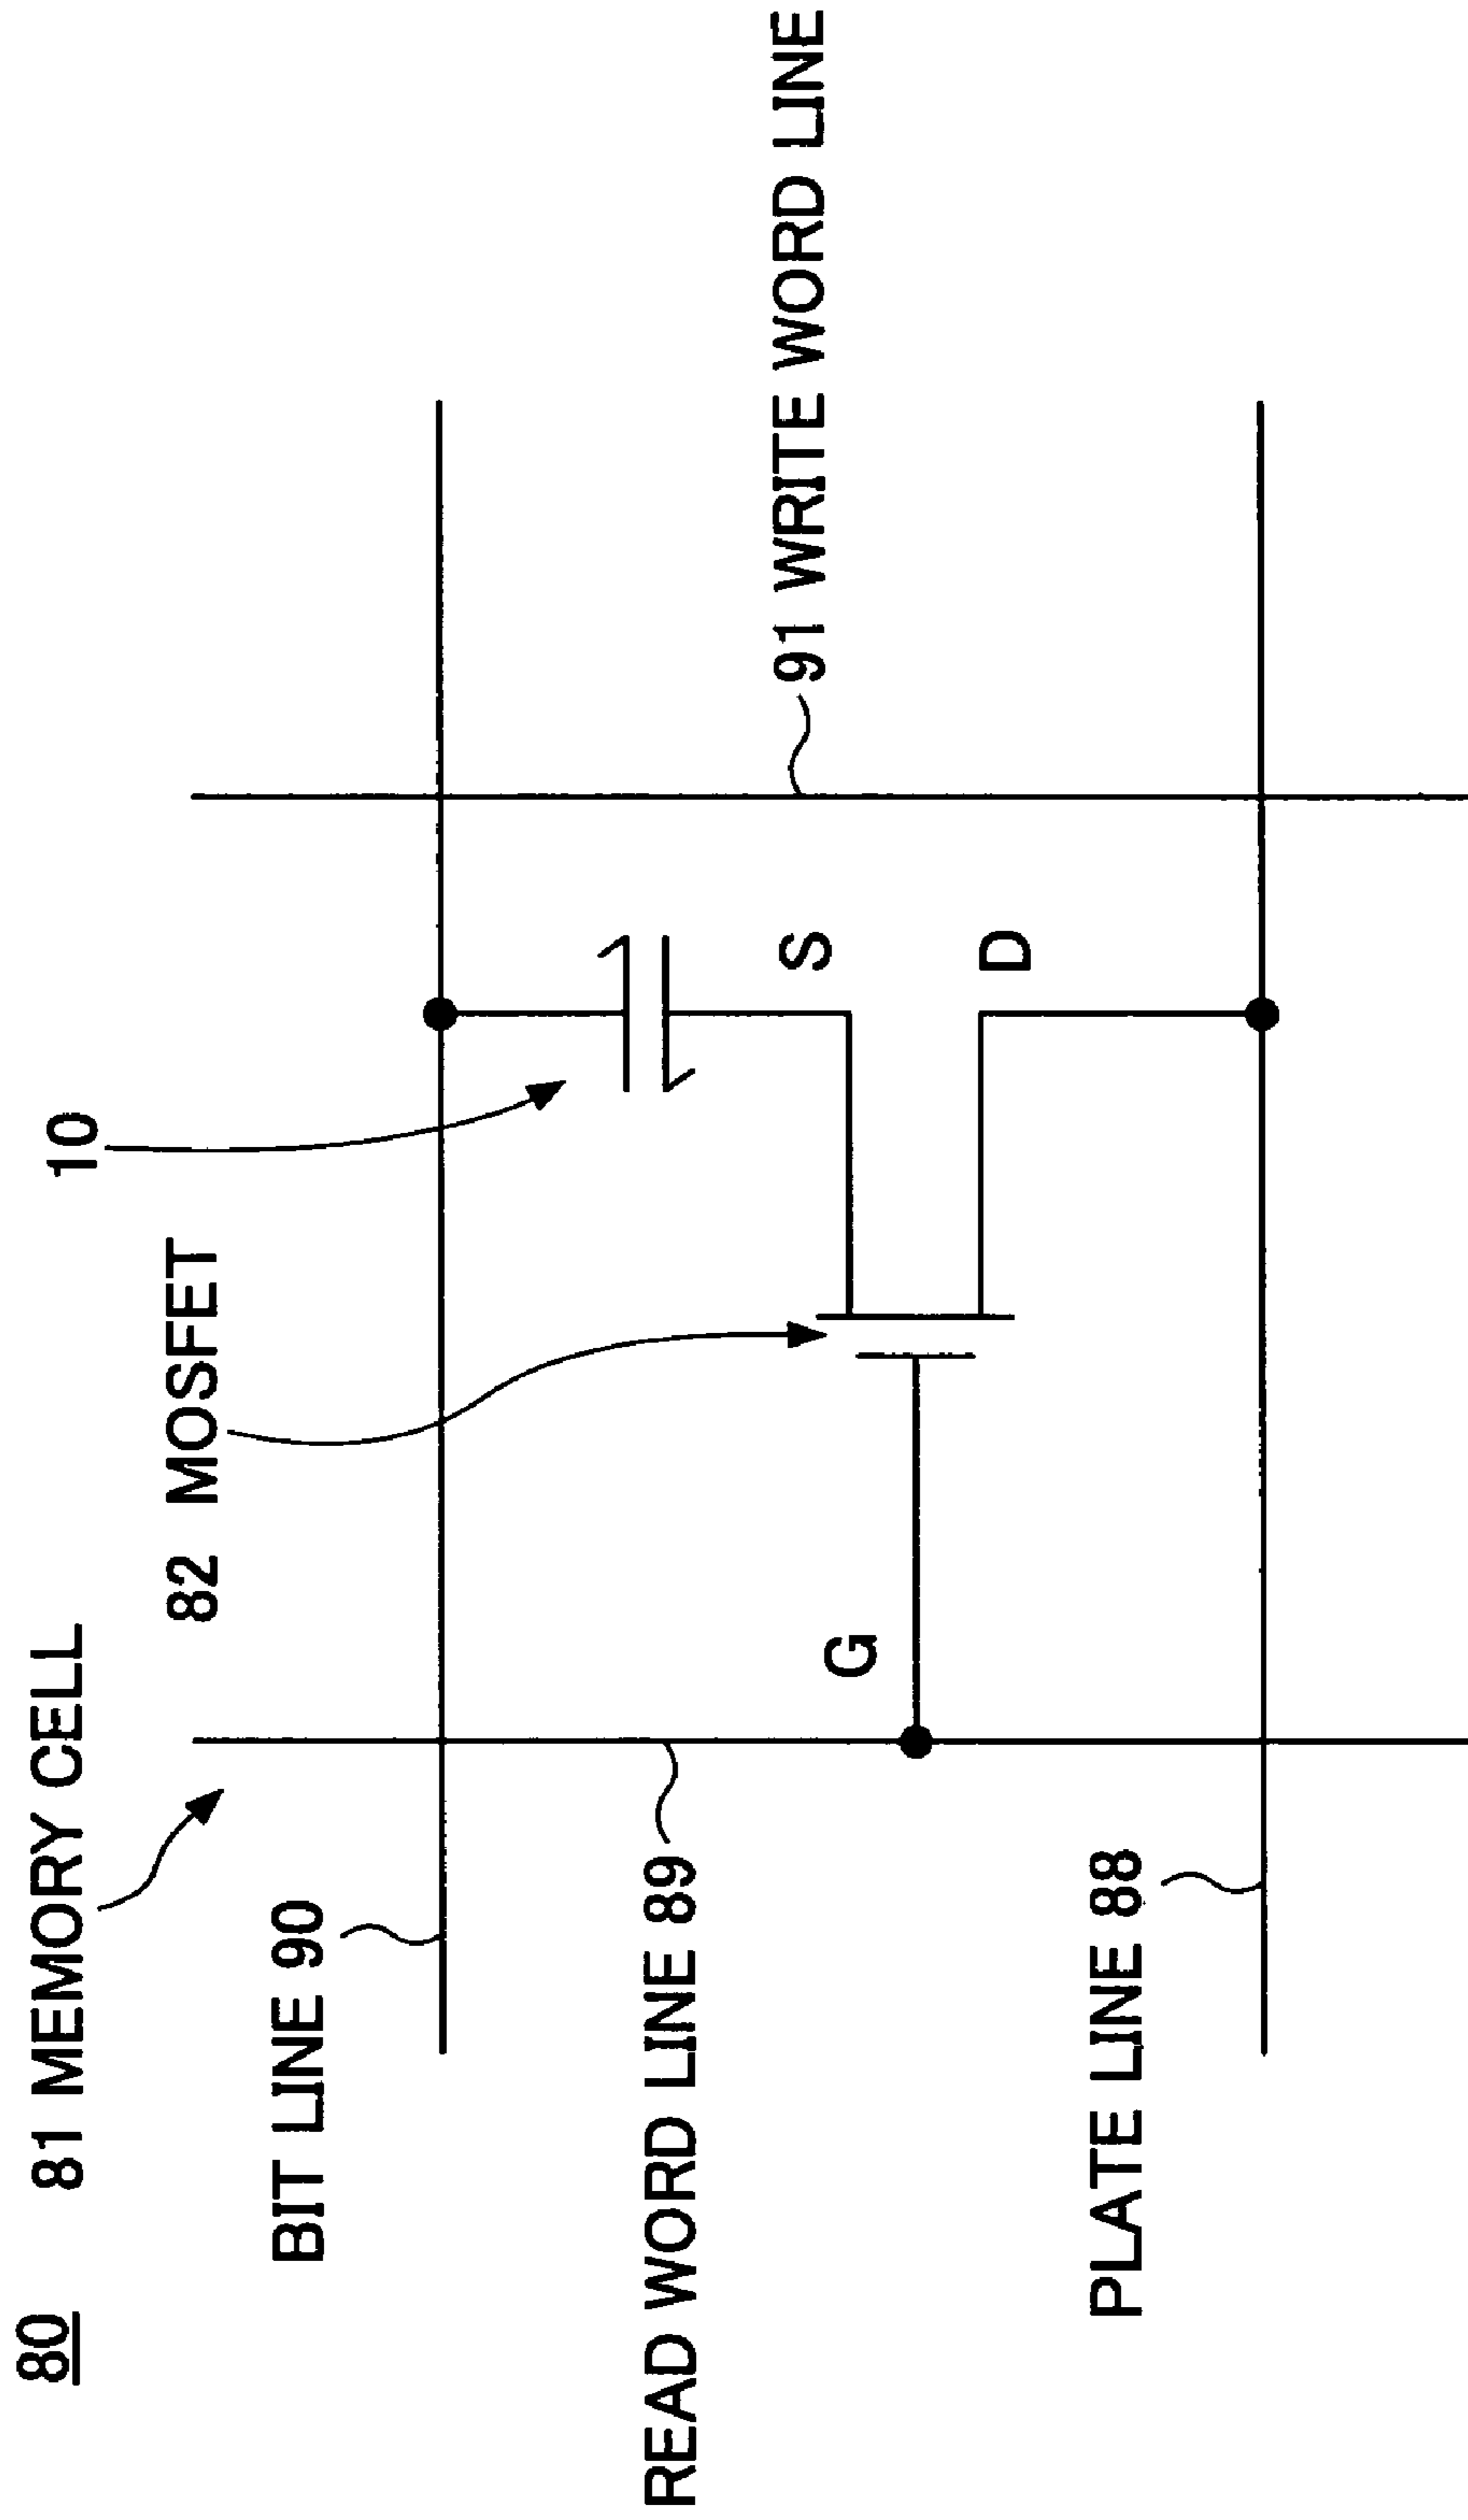 80
81 MEMORY CELL
82 MOSFET
10
BIT LINE 90
READ WORD LINE 89
91 WRITE WORD LINE
S
G
D
PLATE LINE 88